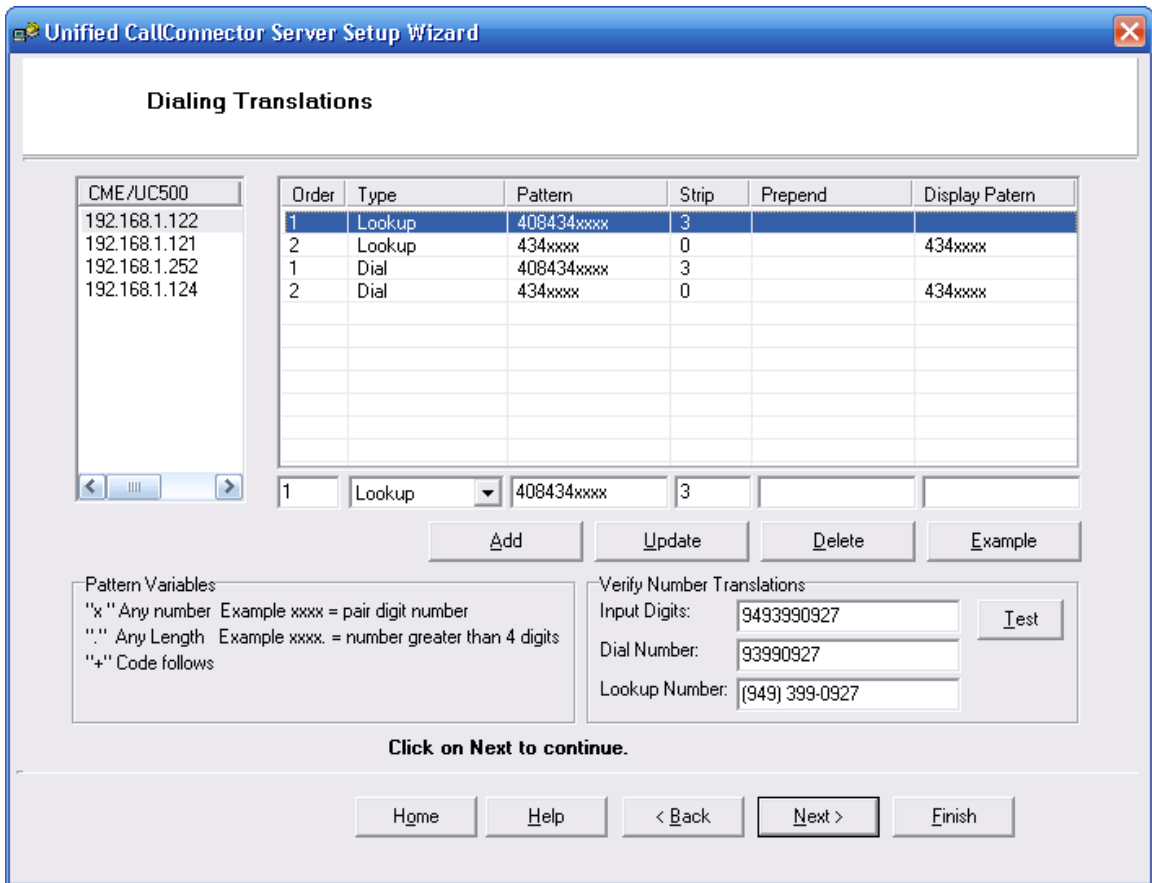 Unified CallConnector Server Setup Wizard
Dialing Translations
CME/UC500
192.168.1.122
192.168.1.121
192.168.1.252
192.168.1.124
Order Type Pattern Strip Prepend Display Patern
1 Lookup 408434xxxx 3
2 Lookup 434xxxx 0 434xxxx
1 Dial 408434xxxx 3
2 Dial 434xxxx 0 434xxxx
1 Lookup 408434xxxx 3
Add Update Delete Example
Pattern Variables
"x" Any number Example xxxx = pair digit number
"." Any Length Example xxxx. = number greater than 4 digits
"+" Code follows
Verify Number Translations
Input Digits: 9493990927 Test
Dial Number: 93990927
Lookup Number: (949) 399-0927
Click on Next to continue.
Home Help < Back Next > Finish